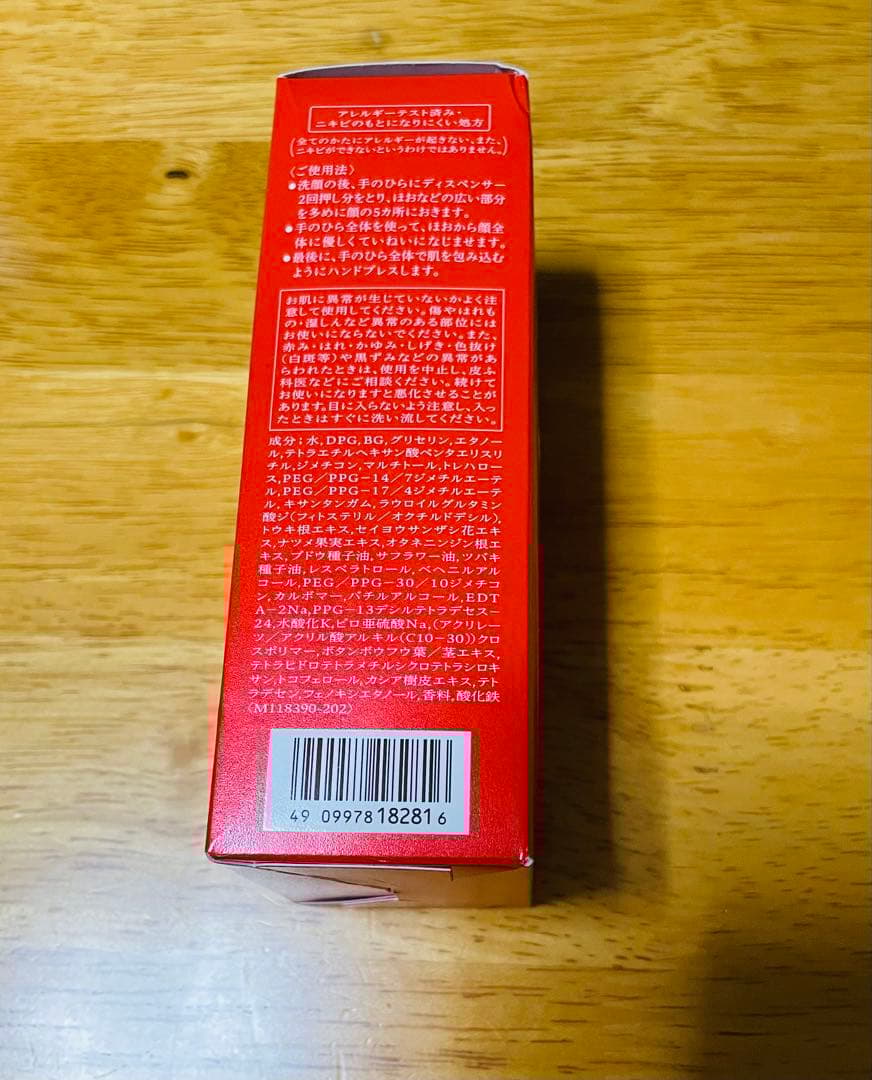 アレルギーテスト済み・
ニキビのもとになりにくい処方
(全てのかたにアレルギーが起きない、また、
ニキビができないというわけではありません。)
〈ご使用法〉
●洗顔の後、手のひらにディスペンサー
2回押し分をとり、ほおなどの広い部分
を多めに顔の5カ所におきます。
●手のひら全体を使って、ほおから顔全
体に優しくていねいになじませます。
●最後に、手のひら全体で肌を包み込む
ようにハンドプレスします。
お肌に異常が生じていないかよく注
意して使用してください。傷やはれも
の・湿しんなど異常のある部位には
お使いにならないでください。また、
赤み・はれ・かゆみ・しげき・色抜け
(白斑等)や黒ずみなどの異常があ
らわれたときは、使用を中止し、皮ふ
科医などにご相談ください。続けて
お使いになりますと悪化させることが
あります。目に入らないよう注意し、入っ
たときはすぐに洗い流してください。
成分:水,DPG,BG,グリセリン,エタノー
ル,テトラエチルヘキサン酸ペンタエリスリ
チル,ジメチコン,マルチトール,トレハロー
ス,PEG/PPG-14/7ジメチルエーテ
ル,PEG/PPG-17/4ジメチルエーテ
ル,キサンタンガム,ラウロイルグルタミン
酸ジ(フィトステリル/オクチルドデシル),
トウキ根エキス,セイヨウサンザシ花エキ
ス,ナツメ果実エキス,オタネニンジン根エ
キス,ブドウ種子油,サフラワー油,ツバキ
種子油,レスベラトロール,ベヘニルアル
コール,PEG/PPG-30/10ジメチコ
ン,カルボマー,バチルアルコール,EDT
A-2Na,PPG-13デシルテトラデセス-
24,水酸化K,ピロ亜硫酸Na,(アクリレー
ツ/アクリル酸アルキル(C10-30))クロ
スポリマー,ボタンボウフウ葉/茎エキス,
テトラヒドロテトラメチルシクロテトラシロキ
サン,トコフェロール,カシア樹皮エキス,テト
ラデセン,フェノキシエタノール,香料,酸化鉄
(M118390-202)
49 09978 18281 6